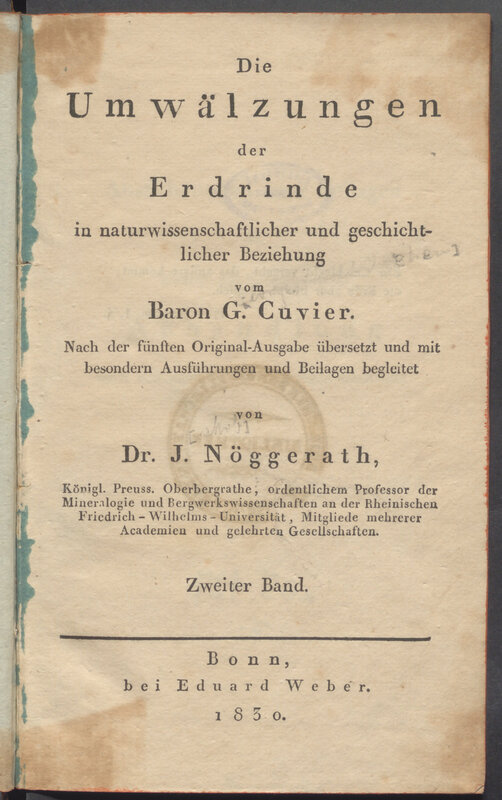 Die
Umwälzungen
der
Erdrinde
in naturwissenschaftlicher und geschicht-
licher Beziehung
vom
Baron G. Cuvier.
Nach der fünften Original-Ausgabe übersetzt und mit
besondern Ausführungen und Beilagen begleitet
von
Dr. J. Nöggerath,
Königl. Preuss. Oberbergrathe, ordentlichem Professor der
Mineralogie und Bergwerkswissenschaften an der Rheinischen
Friedrich-Wilhelms-Universität, Mitgliede mehrerer
Academien und gelehrten Gesellschaften.
Zweiter Band.
Bonn,
bei Eduard Weber.
1830.